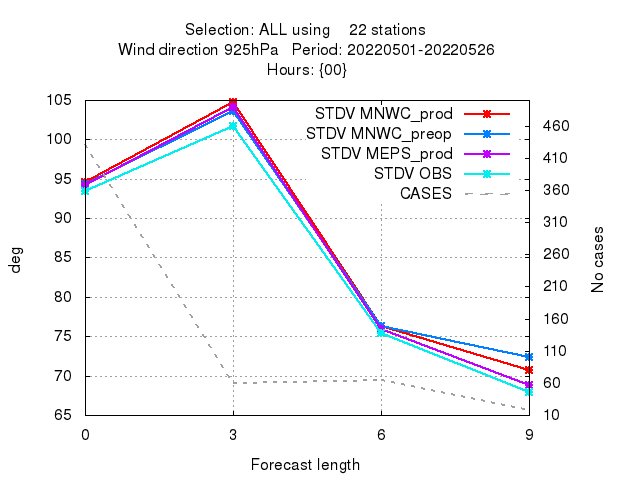 Selection: ALL using 22 stations
Wind direction 925hPa Period: 20220501-20220526
Hours: {00}
STDV MNWC_prod
STDV MNWC_preop
STDV MEPS_prod
STDV OBS
CASES
105
100
95
90
85
80
75
70
65
deg
460
410
360
310
260
210
160
110
60
10
No cases
0 3 6 9
Forecast length